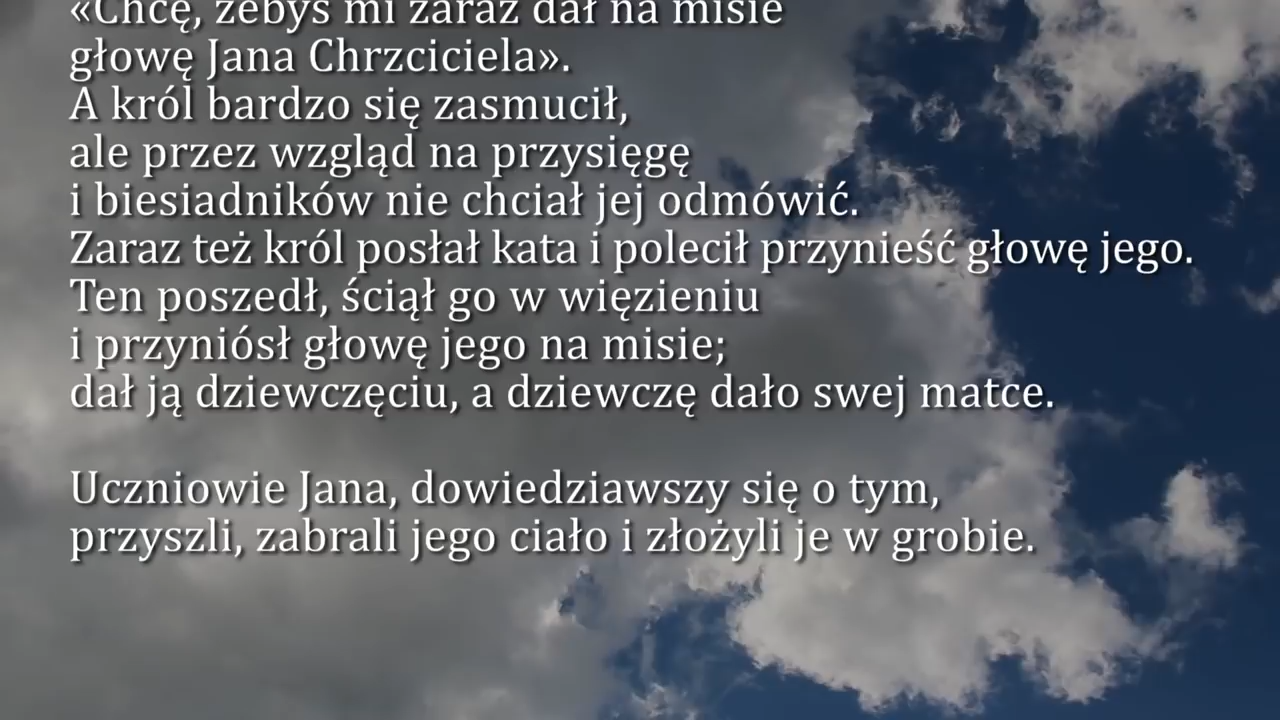 «Chcę, żebyś mi zaraz dał na misie
głowę Jana Chrzciciela».
A król bardzo się zasmucił,
ale przez wzgląd na przysięgę
i biesiadników nie chciał jej odmówić.
Zaraz też król posłał kata i polecił przynieść głowę jego.
Ten poszedł, ściął go w więzieniu
i przyniósł głowę jego na misie;
dał ją dziewczęciu, a dziewczę dało swej matce.
Uczniowie Jana, dowiedziawszy się o tym,
przyszli, zabrali jego ciało i złożyli je w grobie.